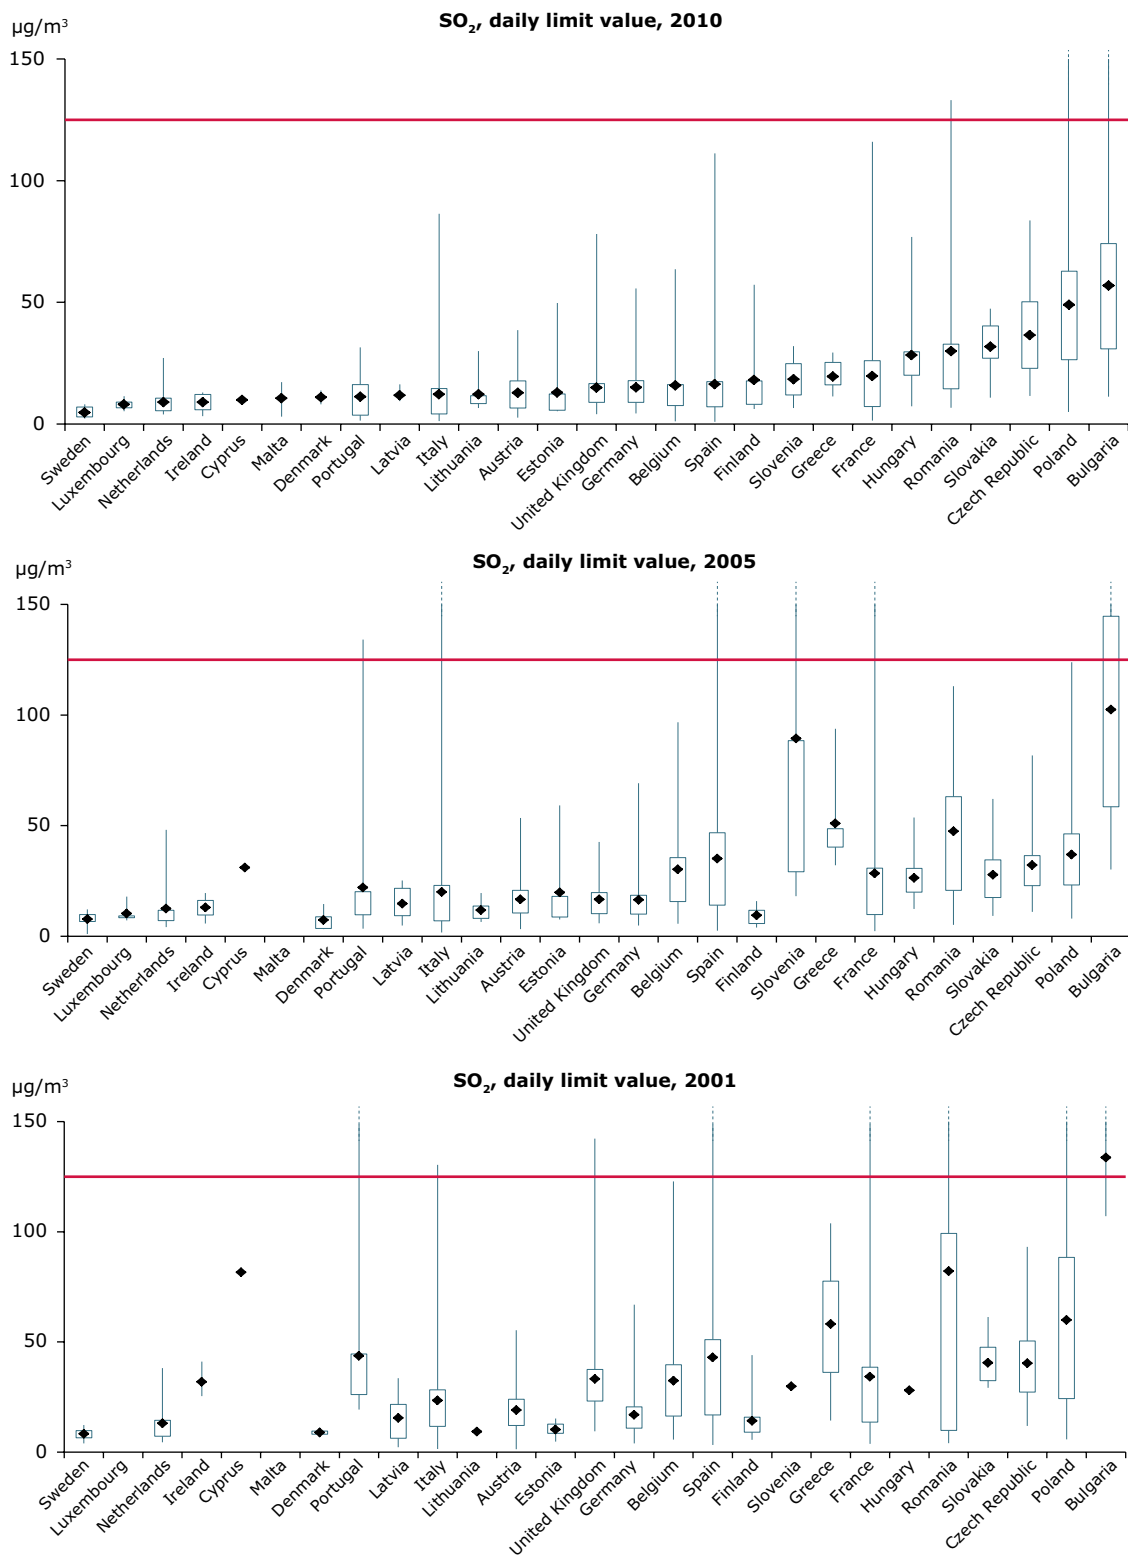 SO₂, daily limit value, 2010
µg/m³
150
100
50
0
Sweden
Luxembourg
Netherlands
Ireland
Cyprus
Malta
Denmark
Portugal
Latvia
Italy
Lithuania
Austria
Estonia
United Kingdom
Germany
Belgium
Spain
Finland
Slovenia
Greece
France
Hungary
Romania
Slovakia
Czech Republic
Poland
Bulgaria
SO₂, daily limit value, 2005
µg/m³
150
100
50
0
Sweden
Luxembourg
Netherlands
Ireland
Cyprus
Malta
Denmark
Portugal
Latvia
Italy
Lithuania
Austria
Estonia
United Kingdom
Germany
Belgium
Spain
Finland
Slovenia
Greece
France
Hungary
Romania
Slovakia
Czech Republic
Poland
Bulgaria
SO₂, daily limit value, 2001
µg/m³
150
100
50
0
Sweden
Luxembourg
Netherlands
Ireland
Cyprus
Malta
Denmark
Portugal
Latvia
Italy
Lithuania
Austria
Estonia
United Kingdom
Germany
Belgium
Spain
Finland
Slovenia
Greece
France
Hungary
Romania
Slovakia
Czech Republic
Poland
Bulgaria